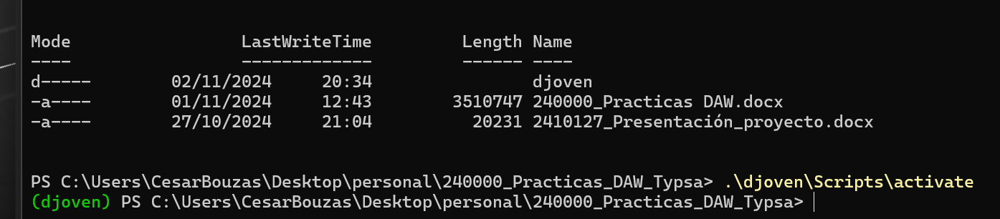 Mode                 LastWriteTime         Length Name
----                 -------------         ------ ----
d-----        02/11/2024     20:34                djoven
-a----        01/11/2024     12:43        3510747 240000_Practicas DAW.docx
-a----        27/10/2024     21:04          20231 2410127_Presentación_proyecto.docx
PS C:\Users\CesarBouzas\Desktop\personal\240000_Practicas_DAW_Typsa> .\djoven\Scripts\activate
(djoven) PS C:\Users\CesarBouzas\Desktop\personal\240000_Practicas_DAW_Typsa>